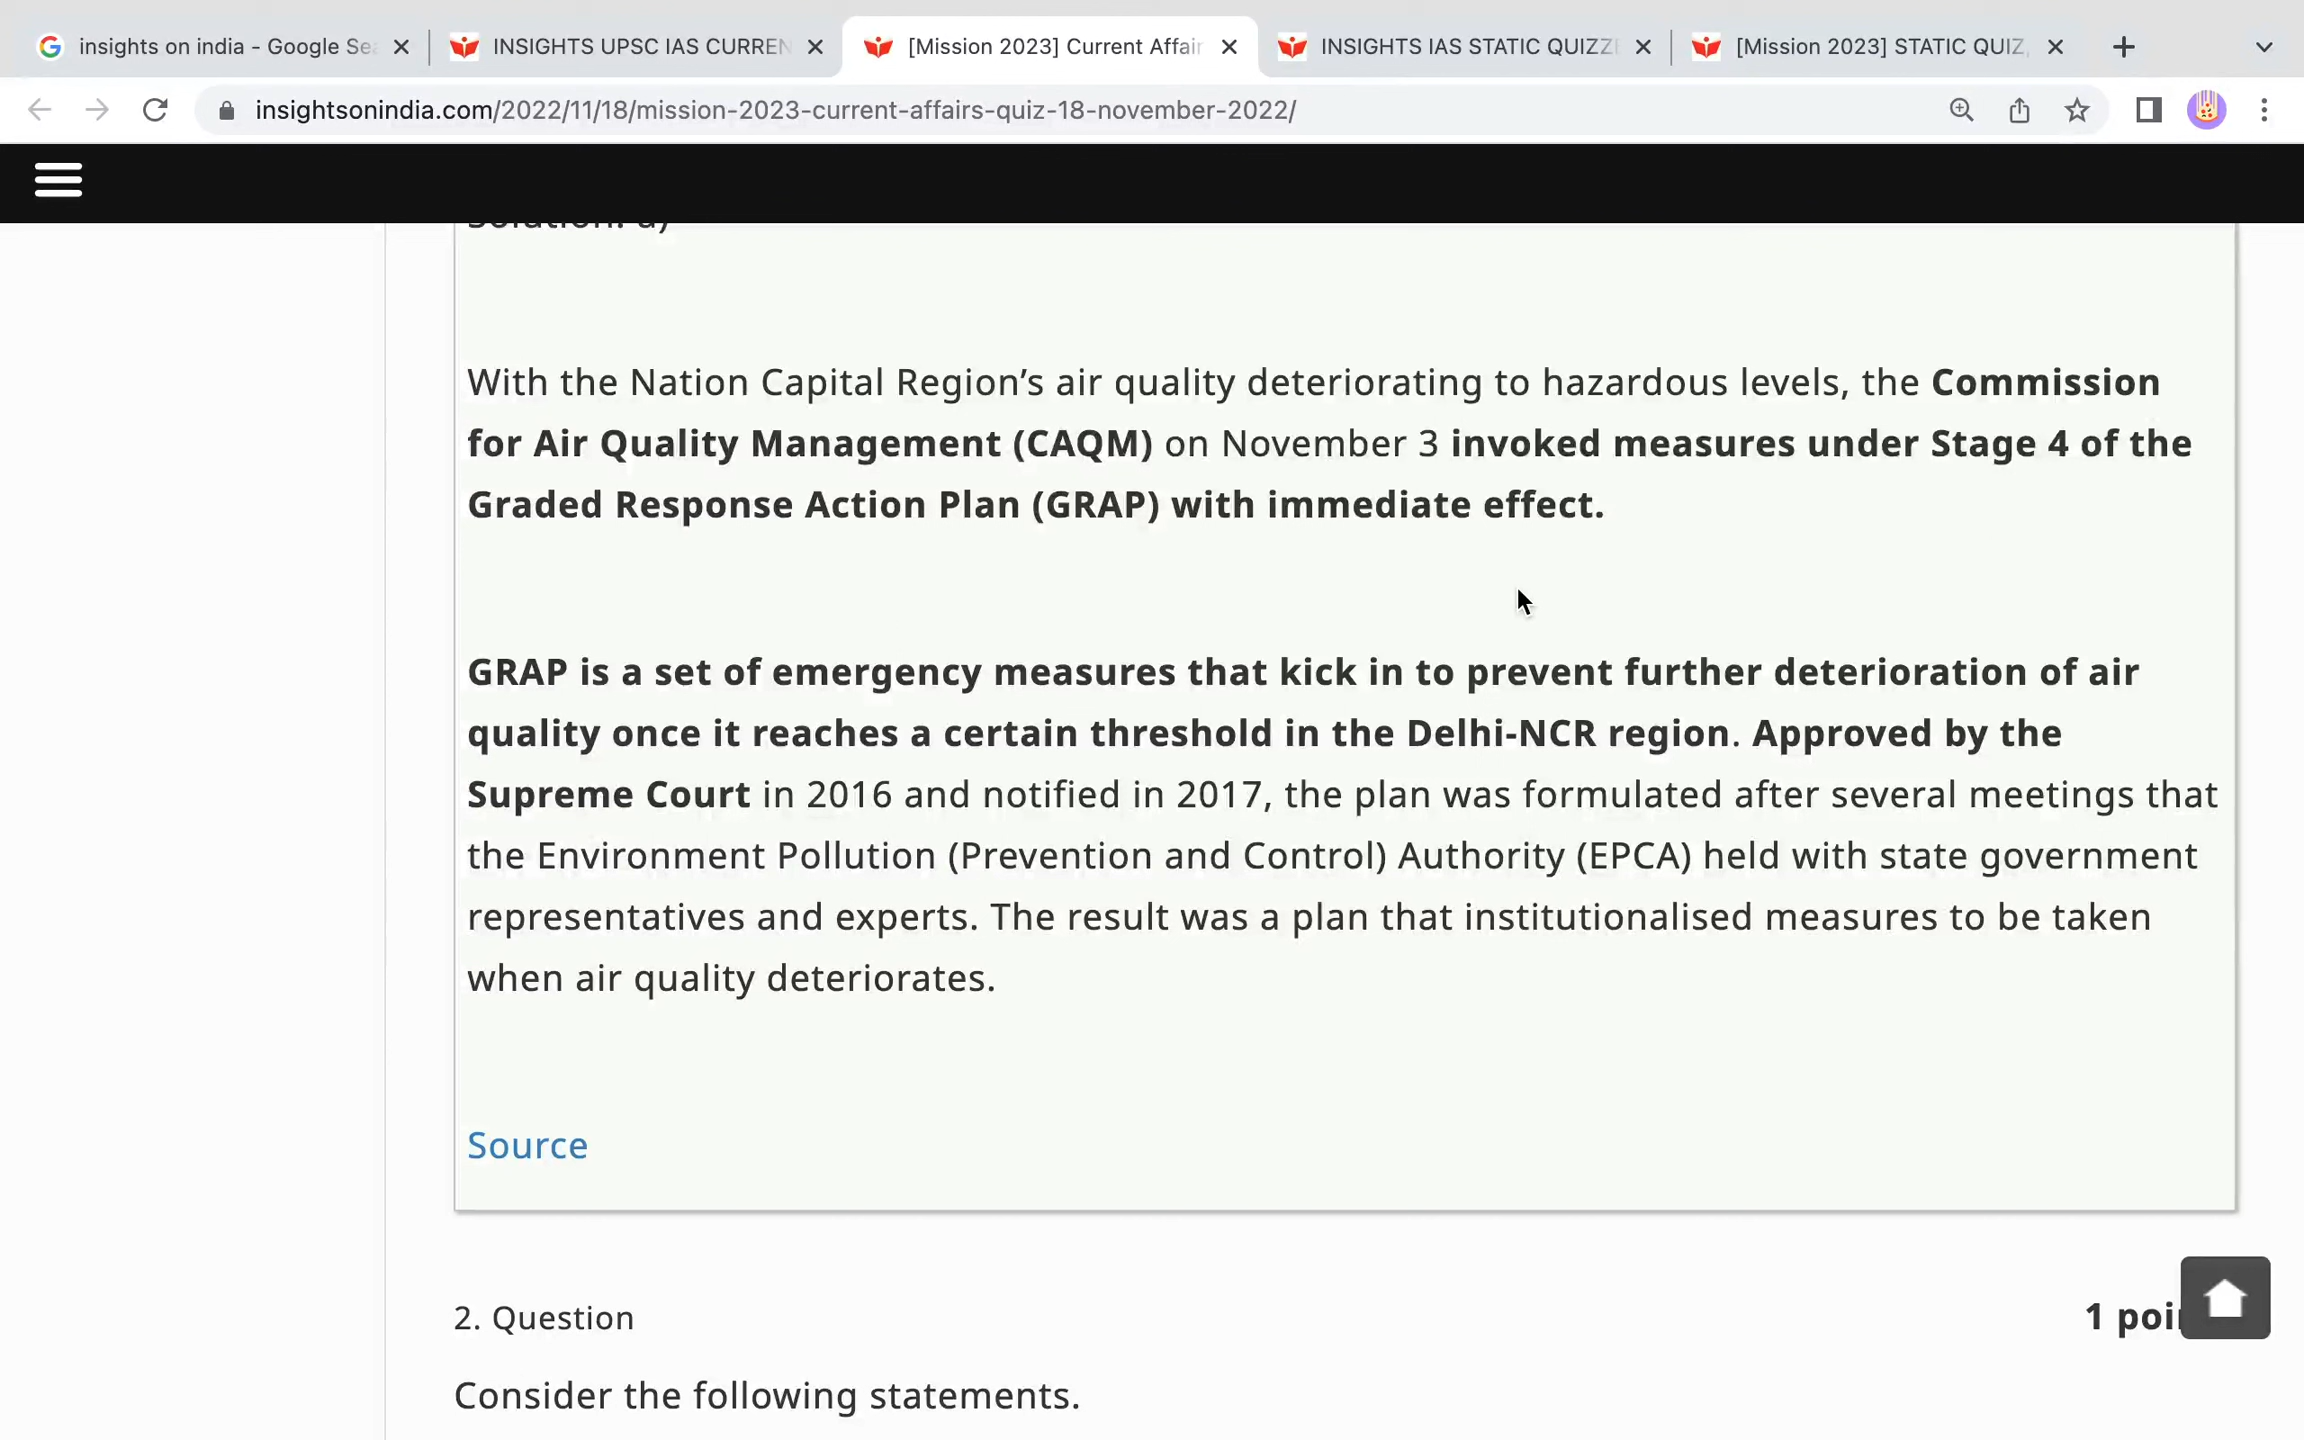 insights on india - Google Sea
INSIGHTS UPSC IAS CURREN
[Mission 2023] Current Affair
INSIGHTS IAS STATIC QUIZZE
[Mission 2023] STATIC QUIZ,
insightsonindia.com/2022/11/18/mission-2023-current-affairs-quiz-18-november-2022/
Solution: a)
With the Nation Capital Region’s air quality deteriorating to hazardous levels, the Commission
for Air Quality Management (CAQM) on November 3 invoked measures under Stage 4 of the
Graded Response Action Plan (GRAP) with immediate effect.
GRAP is a set of emergency measures that kick in to prevent further deterioration of air
quality once it reaches a certain threshold in the Delhi-NCR region. Approved by the
Supreme Court in 2016 and notified in 2017, the plan was formulated after several meetings that
the Environment Pollution (Prevention and Control) Authority (EPCA) held with state government
representatives and experts. The result was a plan that institutionalised measures to be taken
when air quality deteriorates.
Source
2. Question
1 poi
Consider the following statements.